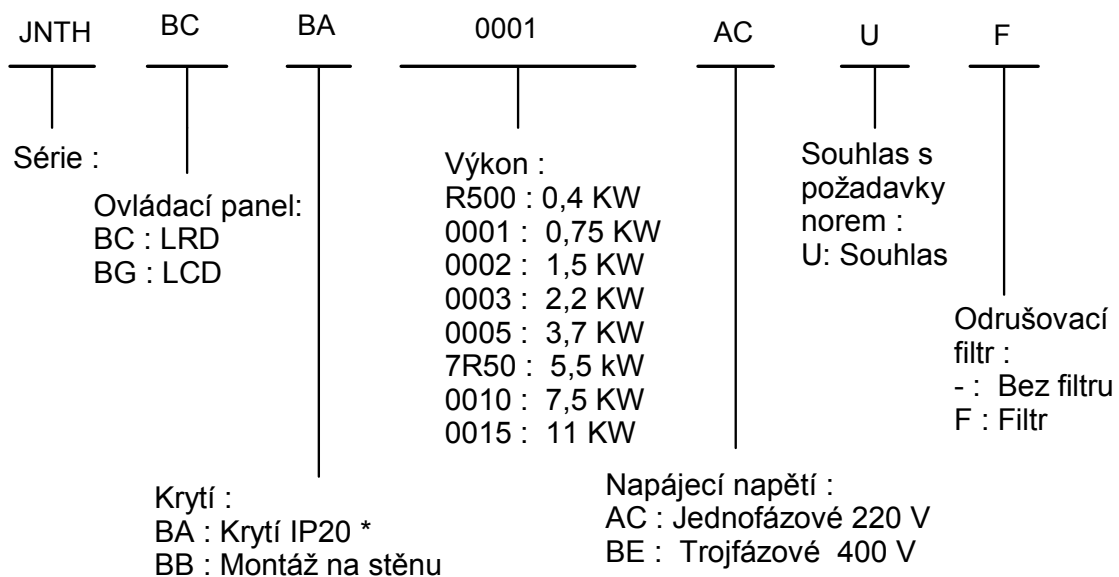 JNTH BC BA 0001 AC U F
Série :
Ovládací panel:
BC : LRD
BG : LCD
Krytí :
BA : Krytí IP20 *
BB : Montáž na stěnu
Výkon :
R500 : 0,4 KW
0001 : 0,75 KW
0002 : 1,5 KW
0003 : 2,2 KW
0005 : 3,7 KW
7R50 : 5,5 kW
0010 : 7,5 KW
0015 : 11 KW
Napájecí napětí :
AC : Jednofázové 220 V
BE : Trojfázové 400 V
Souhlas s
požadavky
norem :
U: Souhlas
Odrušovací
filtr :
- : Bez filtru
F : Filtr